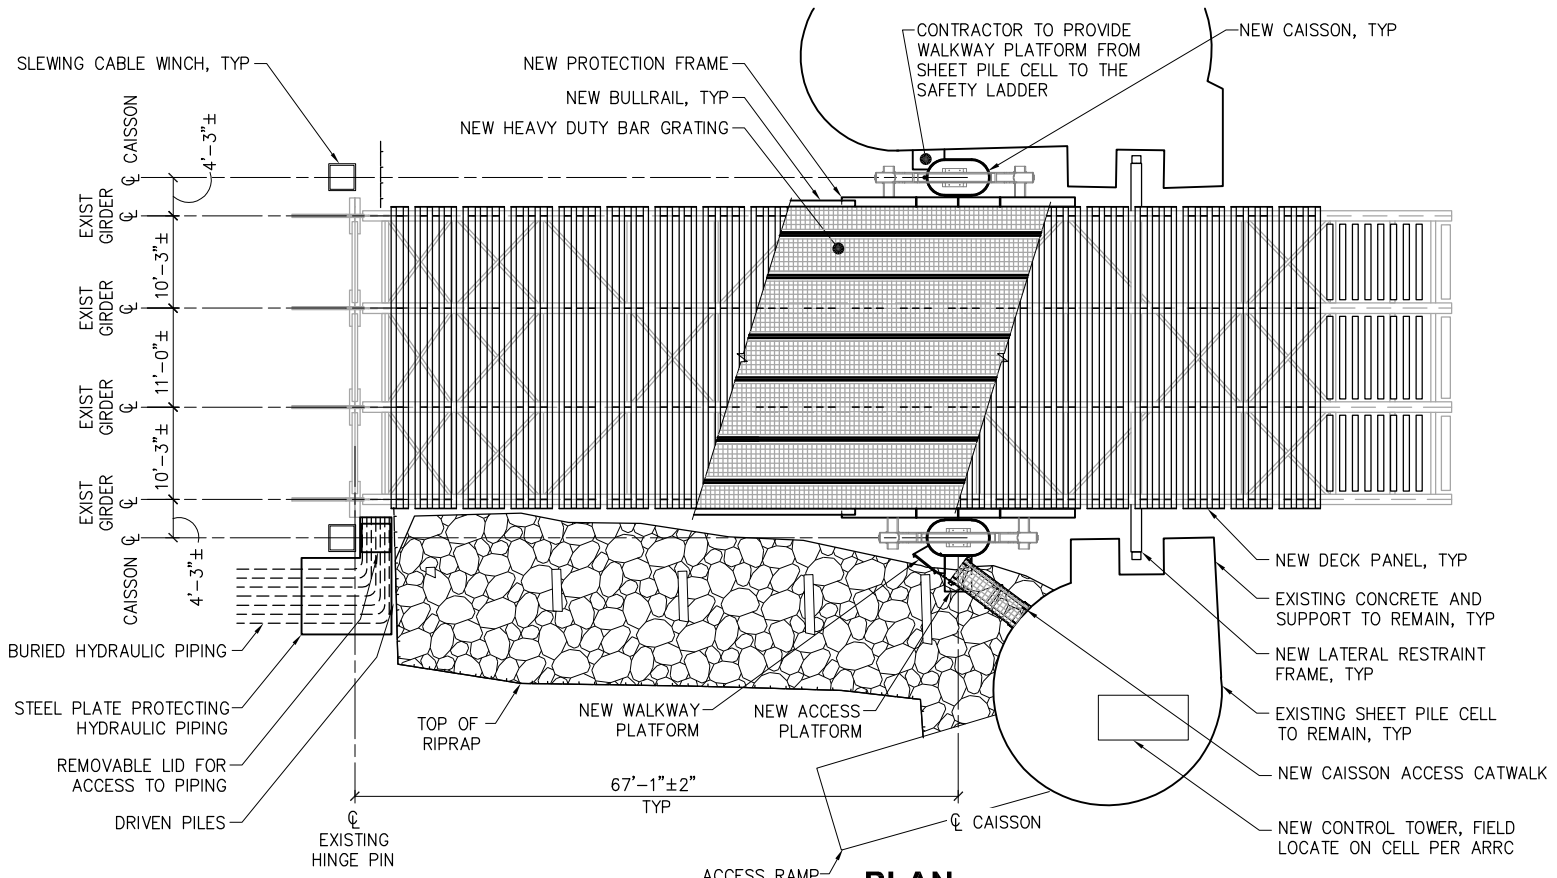 CONTRACTOR TO PROVIDE
WALKWAY PLATFORM FROM
SHEET PILE CELL TO THE
SAFETY LADDER
NEW CAISSON, TYP
SLEWING CABLE WINCH, TYP
NEW PROTECTION FRAME
NEW BULLRAIL, TYP
NEW HEAVY DUTY BAR GRATING
℄ CAISSON
4'-3"±
EXIST
GIRDER ℄
10'-3"±
EXIST
GIRDER ℄
11'-0"±
EXIST
GIRDER ℄
10'-3"±
EXIST
GIRDER ℄
4'-3"±
CAISSON ℄
BURIED HYDRAULIC PIPING
STEEL PLATE PROTECTING
HYDRAULIC PIPING
REMOVABLE LID FOR
ACCESS TO PIPING
DRIVEN PILES
TOP OF
RIPRAP
NEW WALKWAY
PLATFORM
NEW ACCESS
PLATFORM
67'-1"±2"
TYP
℄
EXISTING
HINGE PIN
℄ CAISSON
ACCESS RAMP
PLAN
NEW DECK PANEL, TYP
EXISTING CONCRETE AND
SUPPORT TO REMAIN, TYP
NEW LATERAL RESTRAINT
FRAME, TYP
EXISTING SHEET PILE CELL
TO REMAIN, TYP
NEW CAISSON ACCESS CATWALK
NEW CONTROL TOWER, FIELD
LOCATE ON CELL PER ARRC